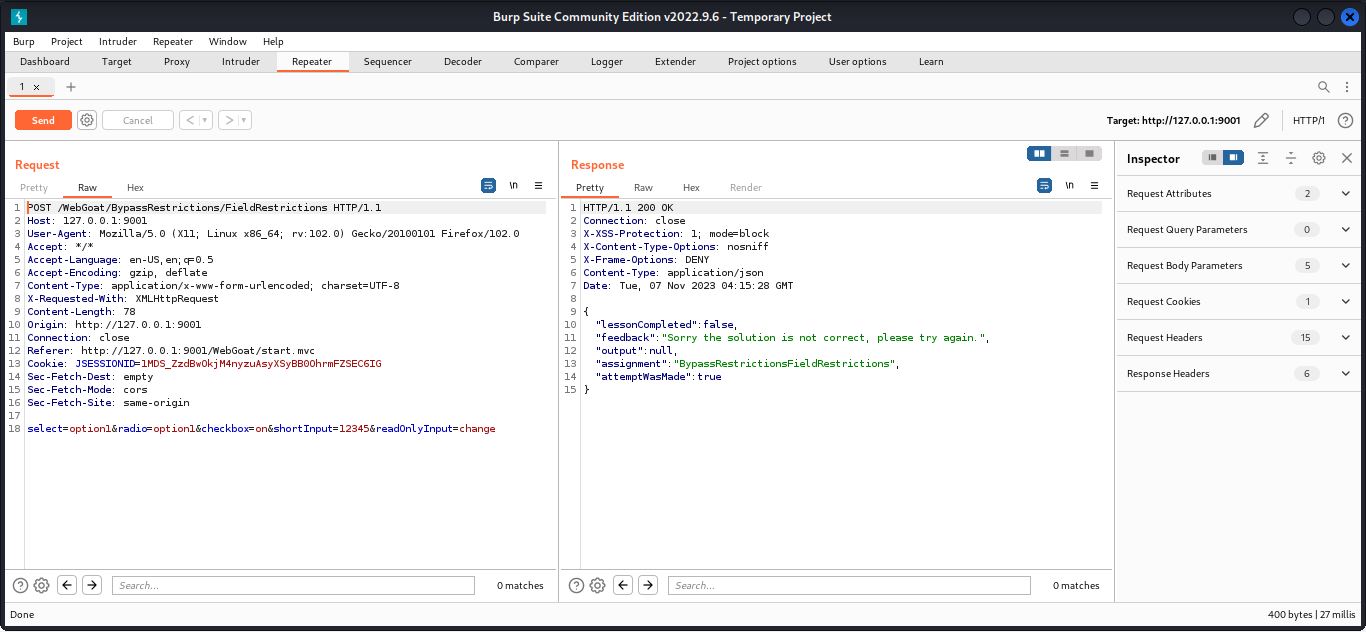 Burp Suite Community Edition v2022.9.6 - Temporary Project
Burp Project Intruder Repeater Window Help
Dashboard Target Proxy Intruder Repeater Sequencer Decoder Comparer Logger Extender Project options User options Learn
1 × +
Send Cancel < > Target: http://127.0.0.1:9001 HTTP/1 ?
Request
Pretty Raw Hex \n
1 POST /WebGoat/BypassRestrictions/FieldRestrictions HTTP/1.1
2 Host: 127.0.0.1:9001
3 User-Agent: Mozilla/5.0 (X11; Linux x86_64; rv:102.0) Gecko/20100101 Firefox/102.0
4 Accept: */*
5 Accept-Language: en-US,en;q=0.5
6 Accept-Encoding: gzip, deflate
7 Content-Type: application/x-www-form-urlencoded; charset=UTF-8
8 X-Requested-With: XMLHttpRequest
9 Content-Length: 78
10 Origin: http://127.0.0.1:9001
11 Connection: close
12 Referer: http://127.0.0.1:9001/WebGoat/start.mvc
13 Cookie: JSESSIONID=1MDS_ZzdBwOkjM4nyzuAsyXSyBB0OhrmFZSEC6IG
14 Sec-Fetch-Dest: empty
15 Sec-Fetch-Mode: cors
16 Sec-Fetch-Site: same-origin
17
18 select=option1&radio=option1&checkbox=on&shortInput=12345&readOnlyInput=change
? Search... 0 matches
Response
Pretty Raw Hex Render \n
1 HTTP/1.1 200 OK
2 Connection: close
3 X-XSS-Protection: 1; mode=block
4 X-Content-Type-Options: nosniff
5 X-Frame-Options: DENY
6 Content-Type: application/json
7 Date: Tue, 07 Nov 2023 04:15:28 GMT
8
9 {
10 "lessonCompleted":false,
11 "feedback":"Sorry the solution is not correct, please try again.",
12 "output":null,
13 "assignment":"BypassRestrictionsFieldRestrictions",
14 "attemptWasMade":true
15 }
? Search... 0 matches
Inspector
Request Attributes 2
Request Query Parameters 0
Request Body Parameters 5
Request Cookies 1
Request Headers 15
Response Headers 6
Done
400 bytes | 27 millis